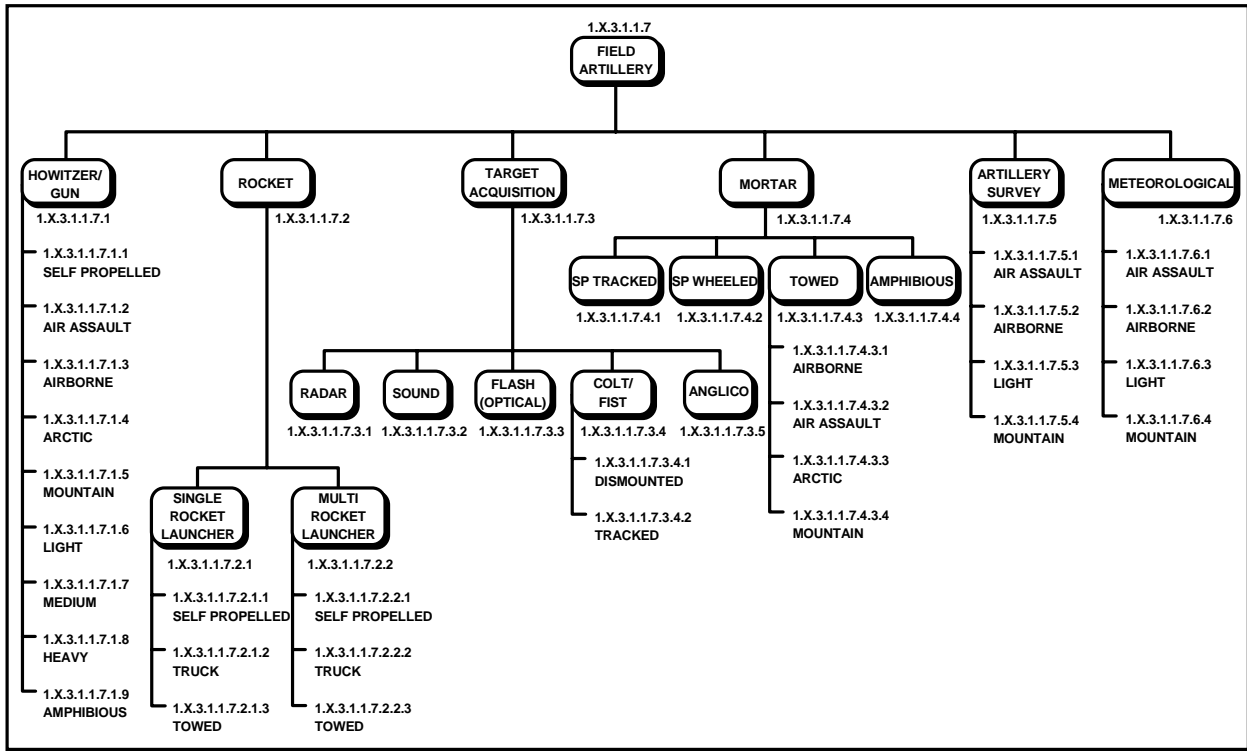 1.X.3.1.1.7
FIELD
ARTILLERY
HOWITZER/
GUN
1.X.3.1.1.7.1
1.X.3.1.1.7.1.1
SELF PROPELLED
1.X.3.1.1.7.1.2
AIR ASSAULT
1.X.3.1.1.7.1.3
AIRBORNE
1.X.3.1.1.7.1.4
ARCTIC
1.X.3.1.1.7.1.5
MOUNTAIN
1.X.3.1.1.7.1.6
LIGHT
1.X.3.1.1.7.1.7
MEDIUM
1.X.3.1.1.7.1.8
HEAVY
1.X.3.1.1.7.1.9
AMPHIBIOUS
ROCKET
1.X.3.1.1.7.2
SINGLE
ROCKET
LAUNCHER
1.X.3.1.1.7.2.1
1.X.3.1.1.7.2.1.1
SELF PROPELLED
1.X.3.1.1.7.2.1.2
TRUCK
1.X.3.1.1.7.2.1.3
TOWED
MULTI
ROCKET
LAUNCHER
1.X.3.1.1.7.2.2
1.X.3.1.1.7.2.2.1
SELF PROPELLED
1.X.3.1.1.7.2.2.2
TRUCK
1.X.3.1.1.7.2.2.3
TOWED
TARGET
ACQUISITION
1.X.3.1.1.7.3
RADAR
1.X.3.1.1.7.3.1
SOUND
1.X.3.1.1.7.3.2
FLASH
(OPTICAL)
1.X.3.1.1.7.3.3
COLT/
FIST
1.X.3.1.1.7.3.4
1.X.3.1.1.7.3.4.1
DISMOUNTED
1.X.3.1.1.7.3.4.2
TRACKED
ANGLICO
1.X.3.1.1.7.3.5
MORTAR
1.X.3.1.1.7.4
SP TRACKED
1.X.3.1.1.7.4.1
SP WHEELED
1.X.3.1.1.7.4.2
TOWED
1.X.3.1.1.7.4.3
1.X.3.1.1.7.4.3.1
AIRBORNE
1.X.3.1.1.7.4.3.2
AIR ASSAULT
1.X.3.1.1.7.4.3.3
ARCTIC
1.X.3.1.1.7.4.3.4
MOUNTAIN
AMPHIBIOUS
1.X.3.1.1.7.4.4
ARTILLERY
SURVEY
1.X.3.1.1.7.5
1.X.3.1.1.7.5.1
AIR ASSAULT
1.X.3.1.1.7.5.2
AIRBORNE
1.X.3.1.1.7.5.3
LIGHT
1.X.3.1.1.7.5.4
MOUNTAIN
METEOROLOGICAL
1.X.3.1.1.7.6
1.X.3.1.1.7.6.1
AIR ASSAULT
1.X.3.1.1.7.6.2
AIRBORNE
1.X.3.1.1.7.6.3
LIGHT
1.X.3.1.1.7.6.4
MOUNTAIN